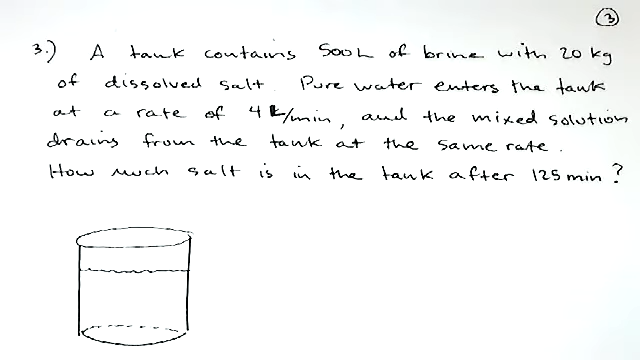 3
3.) A tank contains 500L of brine with 20 kg
of dissolved salt. Pure water enters the tank
at a rate of 4 L/min, and the mixed solution
drains from the tank at the same rate.
How much salt is in the tank after 125 min?